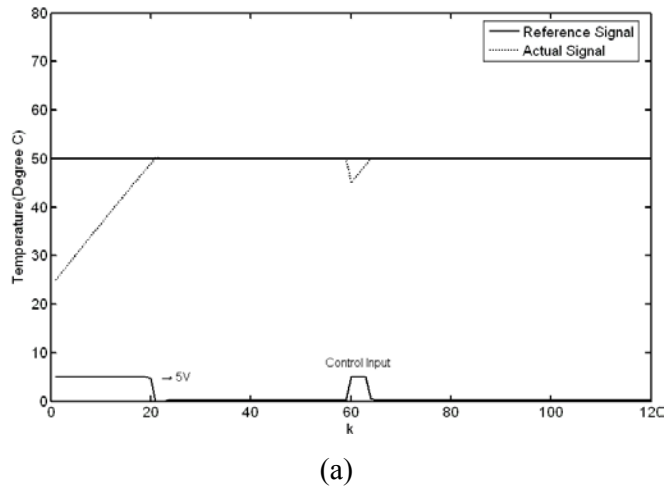 80
70
60
50
40
30
20
10
0
Temperature(Degree C)
Reference Signal
Actual Signal
→ 5V
Control Input
0 20 40 60 80 100 12
k
(a)